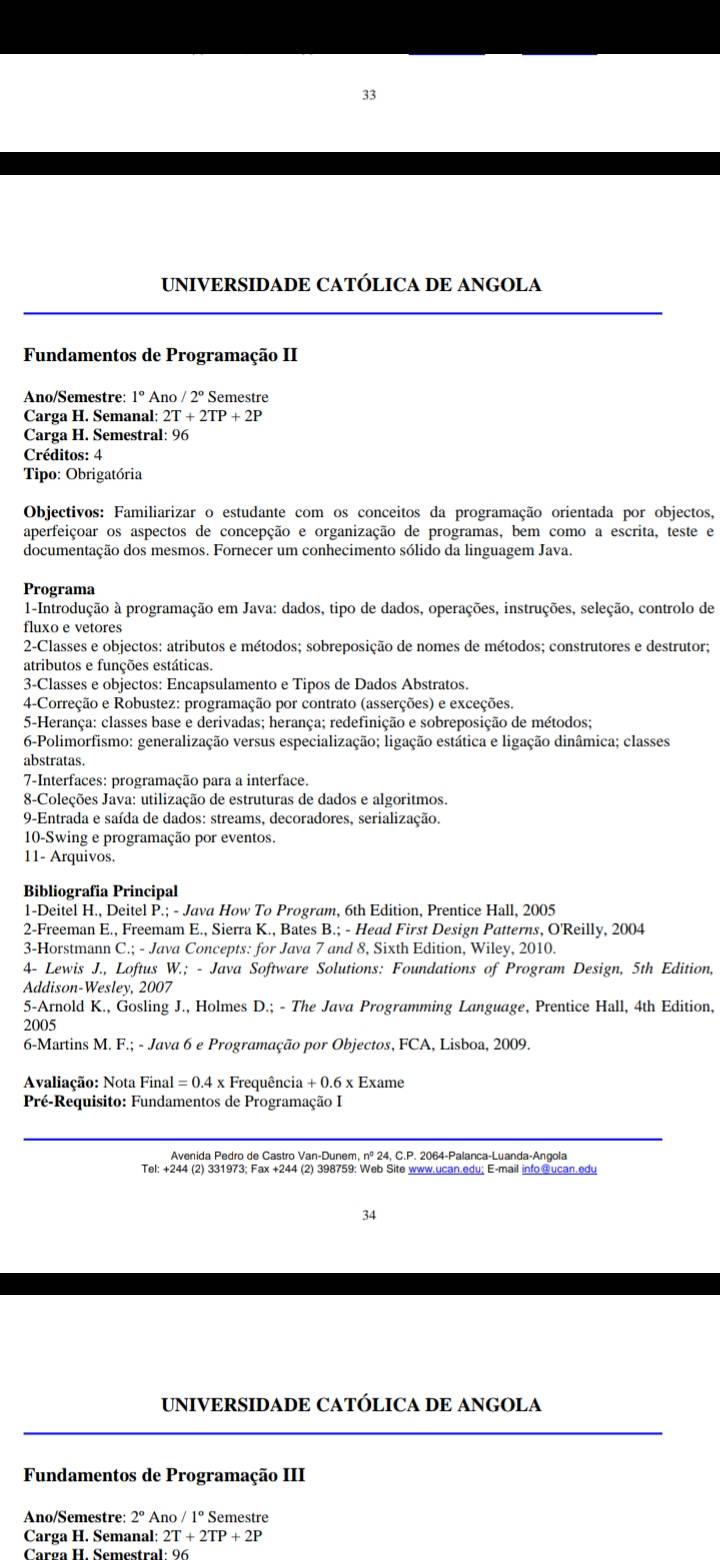 33
UNIVERSIDADE CATÓLICA DE ANGOLA
Fundamentos de Programação II
Ano/Semestre: 1º Ano / 2º Semestre
Carga H. Semanal: 2T + 2TP + 2P
Carga H. Semestral: 96
Créditos: 4
Tipo: Obrigatória
Objectivos: Familiarizar o estudante com os conceitos da programação orientada por objectos,
aperfeiçoar os aspectos de concepção e organização de programas, bem como a escrita, teste e
documentação dos mesmos. Fornecer um conhecimento sólido da linguagem Java.
Programa
1-Introdução à programação em Java: dados, tipo de dados, operações, instruções, seleção, controlo de
fluxo e vetores
2-Classes e objectos: atributos e métodos; sobreposição de nomes de métodos; construtores e destrutor;
atributos e funções estáticas.
3-Classes e objectos: Encapsulamento e Tipos de Dados Abstratos.
4-Correção e Robustez: programação por contrato (asserções) e exceções.
5-Herança: classes base e derivadas; herança; redefinição e sobreposição de métodos;
6-Polimorfismo: generalização versus especialização; ligação estática e ligação dinâmica; classes
abstratas.
7-Interfaces: programação para a interface.
8-Coleções Java: utilização de estruturas de dados e algoritmos.
9-Entrada e saída de dados: streams, decoradores, serialização.
10-Swing e programação por eventos.
11- Arquivos.
Bibliografia Principal
1-Deitel H., Deitel P.; - Java How To Program, 6th Edition, Prentice Hall, 2005
2-Freeman E., Freemam E., Sierra K., Bates B.; - Head First Design Patterns, O'Reilly, 2004
3-Horstmann C.; - Java Concepts: for Java 7 and 8, Sixth Edition, Wiley, 2010.
4- Lewis J., Loftus W.; - Java Software Solutions: Foundations of Program Design, 5th Edition,
Addison-Wesley, 2007
5-Arnold K., Gosling J., Holmes D.; - The Java Programming Language, Prentice Hall, 4th Edition,
2005
6-Martins M. F.; - Java 6 e Programação por Objectos, FCA, Lisboa, 2009.
Avaliação: Nota Final = 0.4 x Frequência + 0.6 x Exame
Pré-Requisito: Fundamentos de Programação I
Avenida Pedro de Castro Van-Dunem, nº 24, C.P. 2064-Palanca-Luanda-Angola
Tel: +244 (2) 331973; Fax +244 (2) 398759: Web Site www.ucan.edu; E-mail info@ucan.edu
34
UNIVERSIDADE CATÓLICA DE ANGOLA
Fundamentos de Programação III
Ano/Semestre: 2º Ano / 1º Semestre
Carga H. Semanal: 2T + 2TP + 2P
Carga H. Semestral: 96